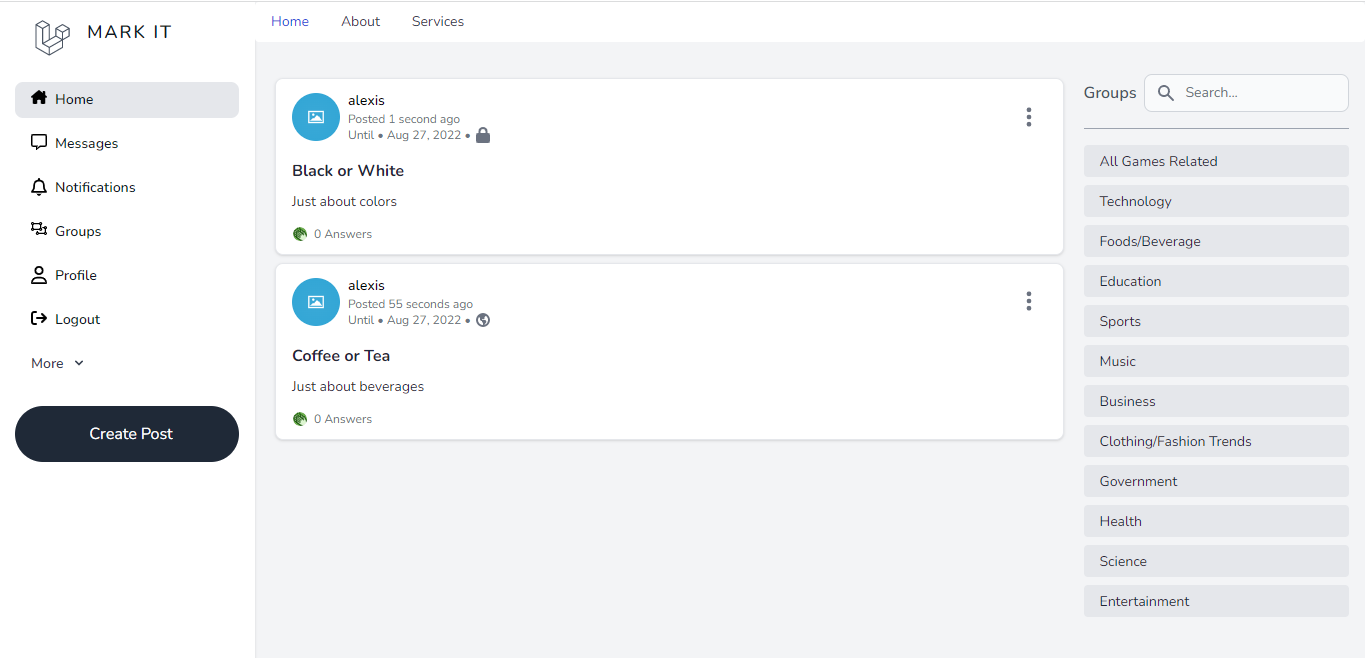 MARK IT
Home
Messages
Notifications
Groups
Profile
Logout
More
Create Post
Home About Services
alexis
Posted 1 second ago
Until • Aug 27, 2022 •
Black or White
Just about colors
0 Answers
alexis
Posted 55 seconds ago
Until • Aug 27, 2022 •
Coffee or Tea
Just about beverages
0 Answers
Groups Search...
All Games Related
Technology
Foods/Beverage
Education
Sports
Music
Business
Clothing/Fashion Trends
Government
Health
Science
Entertainment